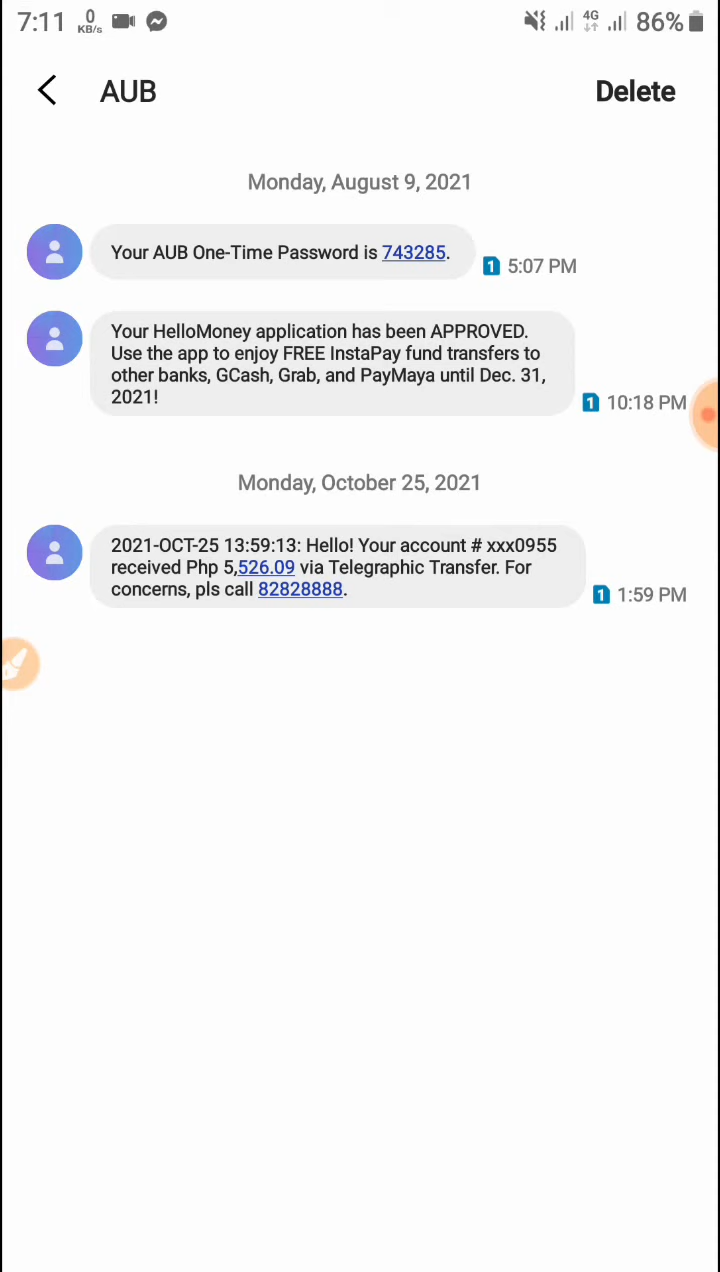 7:11 0 KB/s 4G 86%
AUB Delete
Monday, August 9, 2021
Your AUB One-Time Password is 743285.
1 5:07 PM
Your HelloMoney application has been APPROVED.
Use the app to enjoy FREE InstaPay fund transfers to
other banks, GCash, Grab, and PayMaya until Dec. 31,
2021!
1 10:18 PM
Monday, October 25, 2021
2021-OCT-25 13:59:13: Hello! Your account # xxx0955
received Php 5,526.09 via Telegraphic Transfer. For
concerns, pls call 82828888.
1 1:59 PM